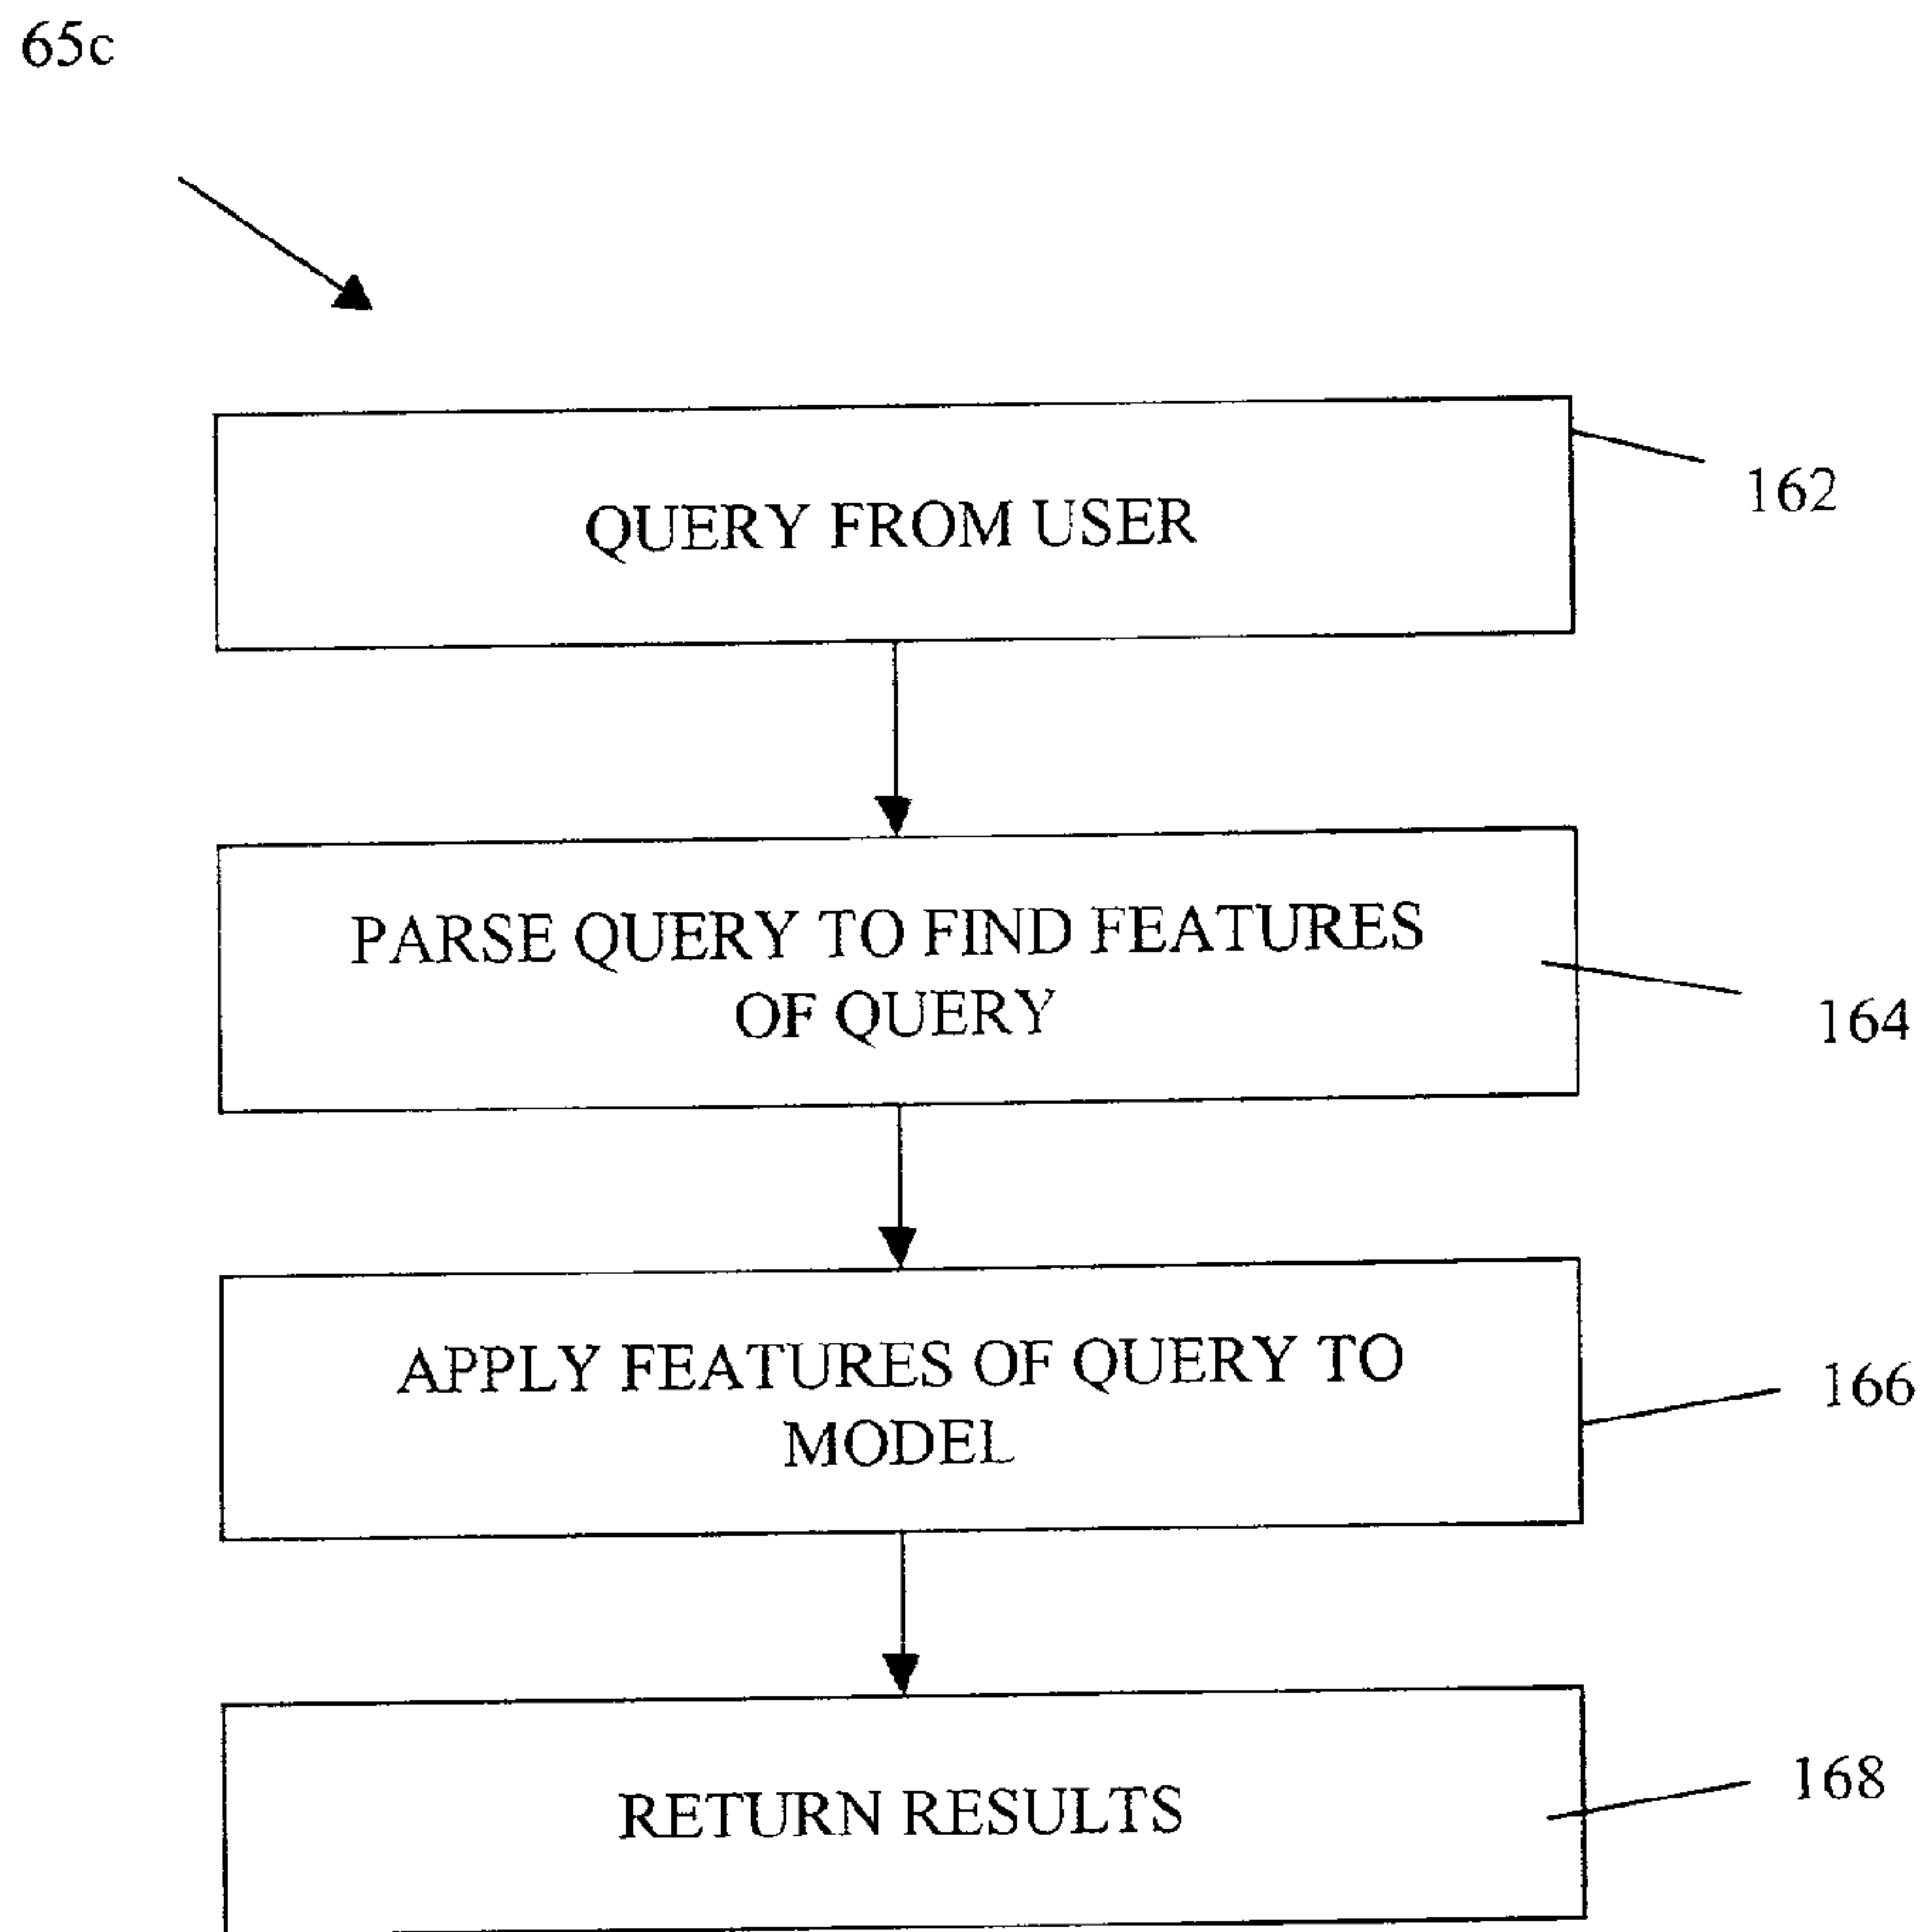 65c
QUERY FROM USER
162
PARSE QUERY TO FIND FEATURES
OF QUERY
164
APPLY FEATURES OF QUERY TO
MODEL
166
RETURN RESULTS
168